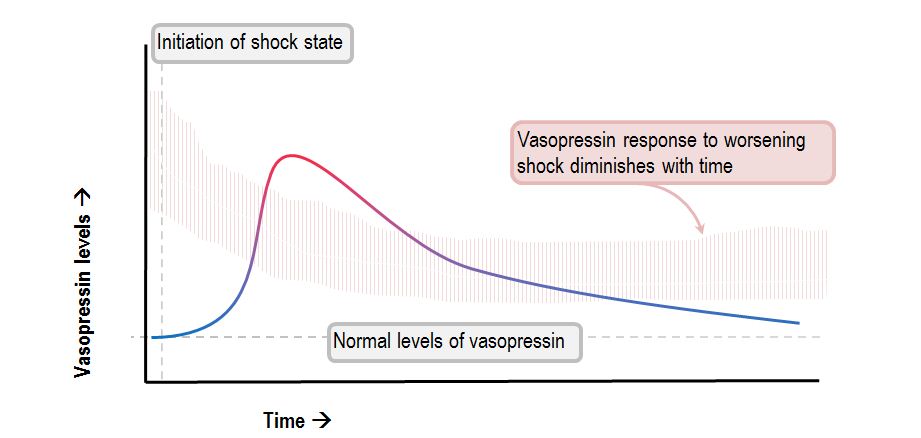 Initiation of shock state
Vasopressin response to worsening
shock diminishes with time
Vasopressin levels →
Normal levels of vasopressin
Time →